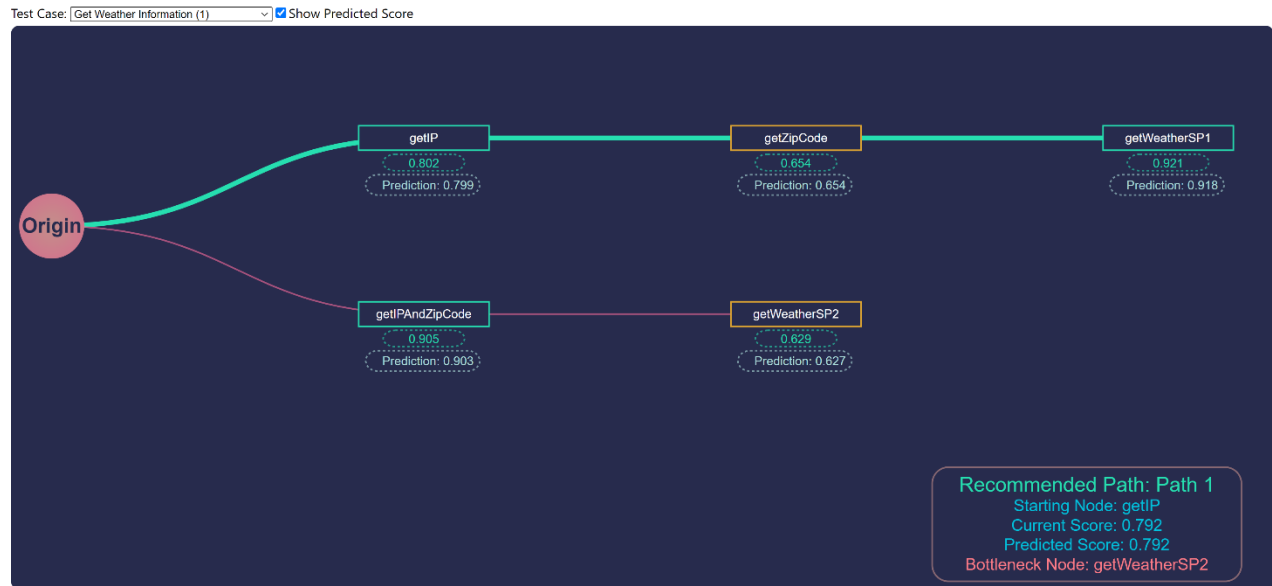 Test Case: Get Weather Information (1) Show Predicted Score
getIP getZipCode getWeatherSP1
0.802 0.654 0.921
Prediction: 0.799 Prediction: 0.654 Prediction: 0.918
Origin
getIPAndZipCode getWeatherSP2
0.905 0.629
Prediction: 0.903 Prediction: 0.627
Recommended Path: Path 1
Starting Node: getIP
Current Score: 0.792
Predicted Score: 0.792
Bottleneck Node: getWeatherSP2